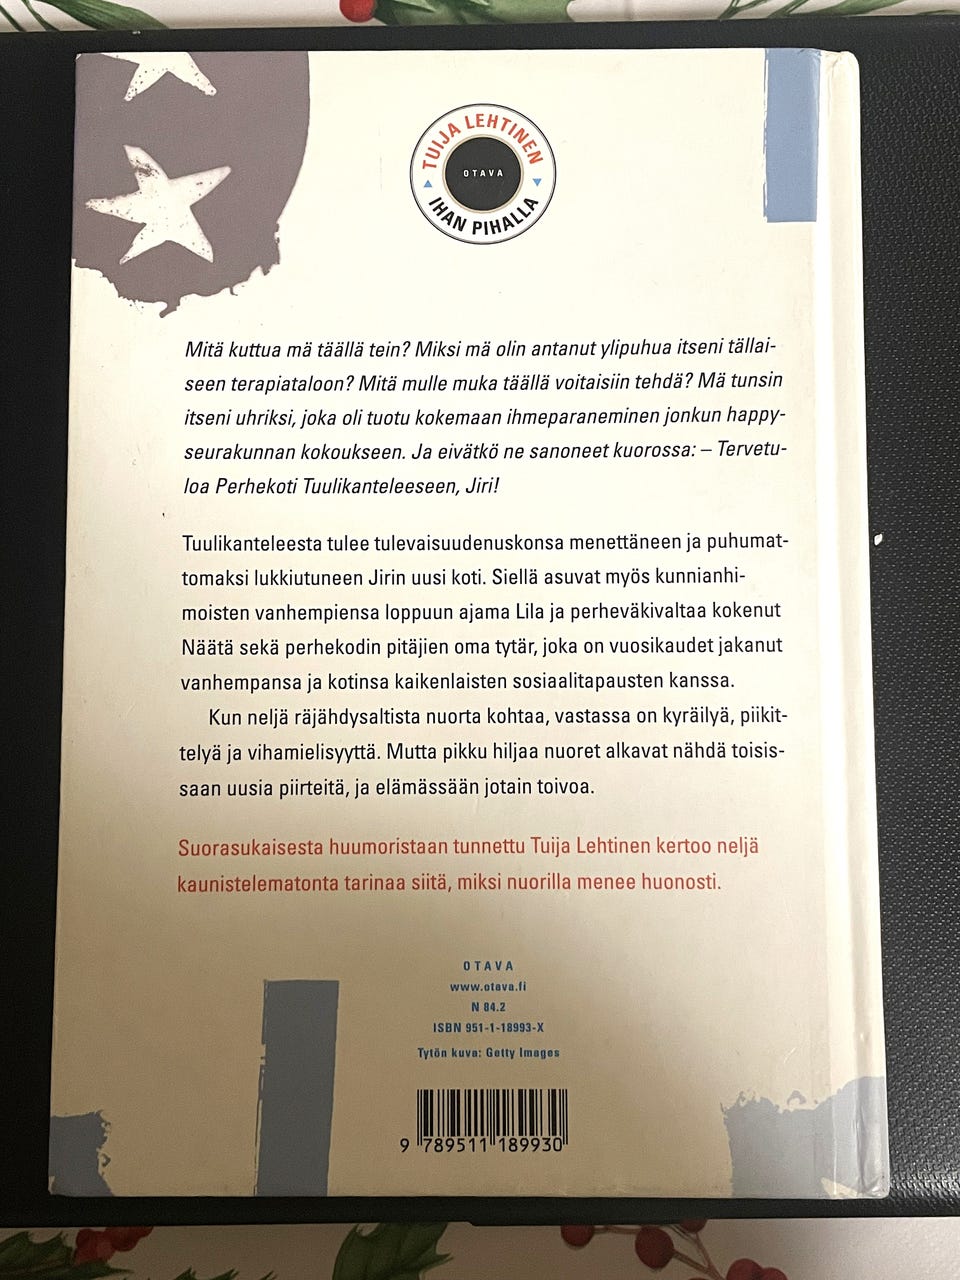 TUIJA LEHTINEN
OTAVA
IHAN PIHALLA
Mitä kuttua mä täällä tein? Miksi mä olin antanut ylipuhua itseni tällai-
seen terapiataloon? Mitä mulle muka täällä voitaisiin tehdä? Mä tunsin
itseni uhriksi, joka oli tuotu kokemaan ihmeparaneminen jonkun happy-
seurakunnan kokoukseen. Ja eivätkö ne sanoneet kuorossa: – Tervetu-
loa Perhekoti Tuulikanteleeseen, Jiri!
Tuulikanteleesta tulee tulevaisuudenuskonsa menettäneen ja puhumat-
tomaksi lukkiutuneen Jirin uusi koti. Siellä asuvat myös kunnianhi-
moisten vanhempiensa loppuun ajama Lila ja perheväkivaltaa kokenut
Näätä sekä perhekodin pitäjien oma tytär, joka on vuosikaudet jakanut
vanhempansa ja kotinsa kaikenlaisten sosiaalitapausten kanssa.
Kun neljä räjähdysaltista nuorta kohtaa, vastassa on kyräilyä, piikit-
telyä ja vihamielisyyttä. Mutta pikku hiljaa nuoret alkavat nähdä toisis-
saan uusia piirteitä, ja elämässään jotain toivoa.
Suorasukaisesta huumoristaan tunnettu Tuija Lehtinen kertoo neljä
kaunistelematonta tarinaa siitä, miksi nuorilla menee huonosti.
OTAVA
www.otava.fi
N 84.2
ISBN 951-1-18993-X
Tytön kuva: Getty Images
9 789511 189930